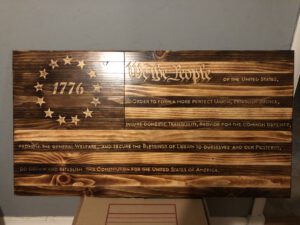 1776
We the People
OF THE UNITED STATES,
IN ORDER TO FORM A MORE PERFECT UNION, ESTABLISH JUSTICE,
INSURE DOMESTIC TRANQUILITY, PROVIDE FOR THE COMMON DEFENSE,
PROMOTE THE GENERAL WELFARE, AND SECURE THE BLESSINGS OF LIBERTY TO OURSELVES AND OUR POSTERITY,
DO ORDAIN AND ESTABLISH THIS CONSTITUTION FOR THE UNITED STATES OF AMERICA.